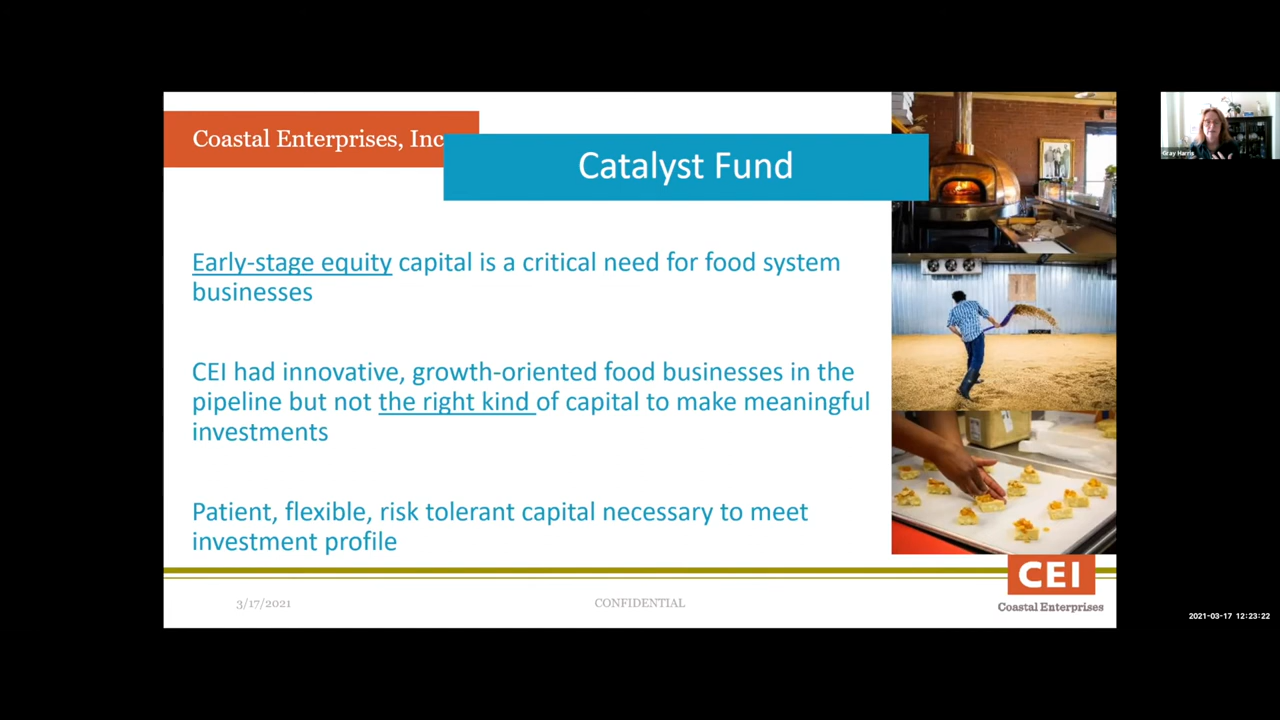 Coastal Enterprises, Inc
Catalyst Fund
Gray Harris
Early-stage equity capital is a critical need for food system
businesses
CEI had innovative, growth-oriented food businesses in the
pipeline but not the right kind of capital to make meaningful
investments
Patient, flexible, risk tolerant capital necessary to meet
investment profile
CEI
Coastal Enterprises
3/17/2021
CONFIDENTIAL
2021-03-17 12:23:22